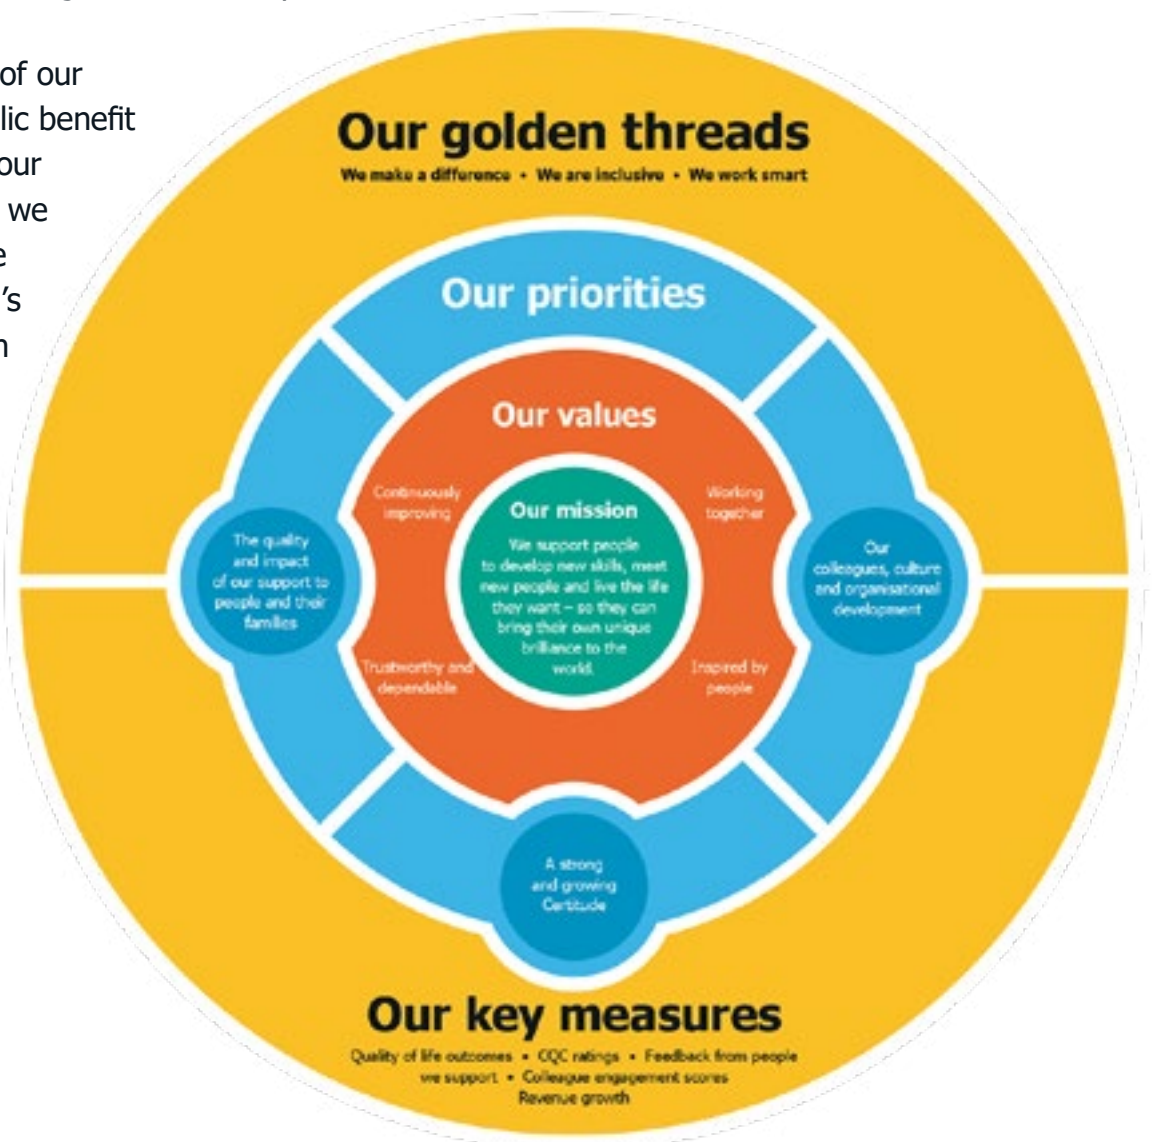 of our
lic benefit
our
we
e
's
n
Our golden threads
We make a difference • We are inclusive • We work smart
Our priorities
Our values
Continuously
improving
Working
together
Our mission
We support people
to develop new skills, meet
new people and live the life
they want – so they can
bring their own unique
brilliance to the
world.
The quality
and impact
of our support to
people and their
families
Our
colleagues, culture
and organisational
development
Trustworthy and
dependable
Inspired by
people
A strong
and growing
Certitude
Our key measures
Quality of life outcomes • CQC ratings • Feedback from people
we support • Colleague engagement scores
Revenue growth